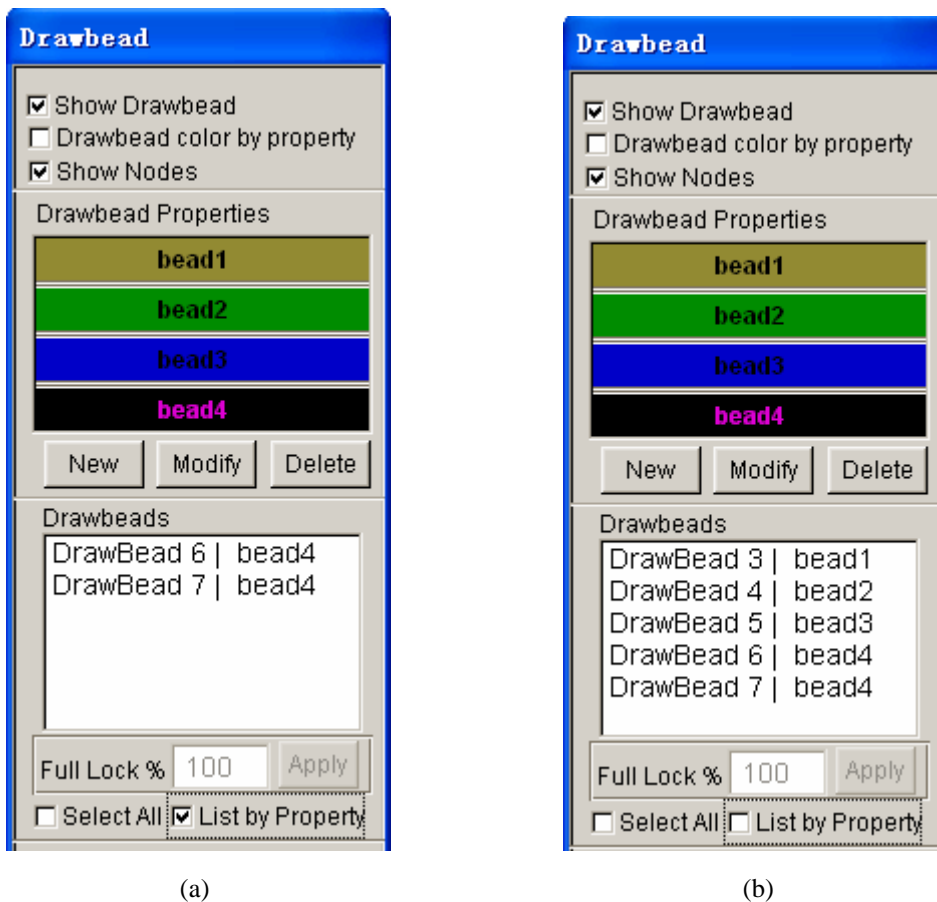 Drawbead
Show Drawbead
Drawbead color by property
Show Nodes
Drawbead Properties
bead1
bead2
bead3
bead4
New Modify Delete
Drawbeads
DrawBead 6 | bead4
DrawBead 7 | bead4
Full Lock % 100 Apply
Select All List by Property
(a)
Drawbead
Show Drawbead
Drawbead color by property
Show Nodes
Drawbead Properties
bead1
bead2
bead3
bead4
New Modify Delete
Drawbeads
DrawBead 3 | bead1
DrawBead 4 | bead2
DrawBead 5 | bead3
DrawBead 6 | bead4
DrawBead 7 | bead4
Full Lock % 100 Apply
Select All List by Property
(b)